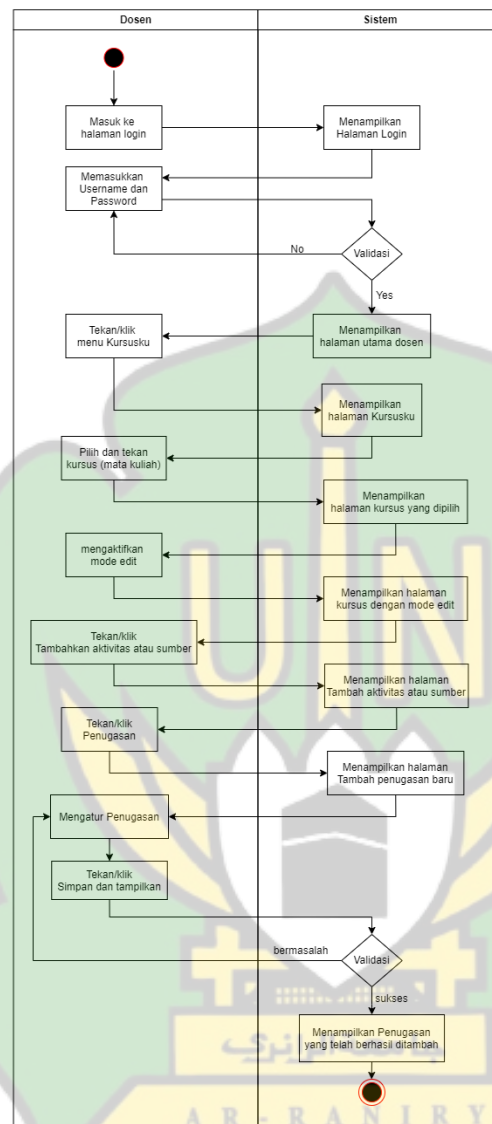 Dosen
Sistem
Masuk ke
halaman login
Menampilkan
Halaman Login
Memasukkan
Username dan
Password
Validasi
No
Yes
Menampilkan
halaman utama dosen
Tekan/klik
menu Kursusku
Menampilkan
halaman Kursusku
Pilih dan tekan
kursus (mata kuliah)
Menampilkan
halaman kursus yang dipilih
mengaktifkan
mode edit
Menampilkan halaman
kursus dengan mode edit
Tekan/klik
Tambahkan aktivitas atau sumber
Menampilkan halaman
Tambah aktivitas atau sumber
Tekan/klik
Penugasan
Menampilkan halaman
Tambah penugasan baru
Mengatur Penugasan
Tekan/klik
Simpan dan tampilkan
Validasi
bermasalah
sukses
Menampilkan Penugasan
yang telah berhasil ditambah
UIN
جامعة الرانري
AR-RANIRY